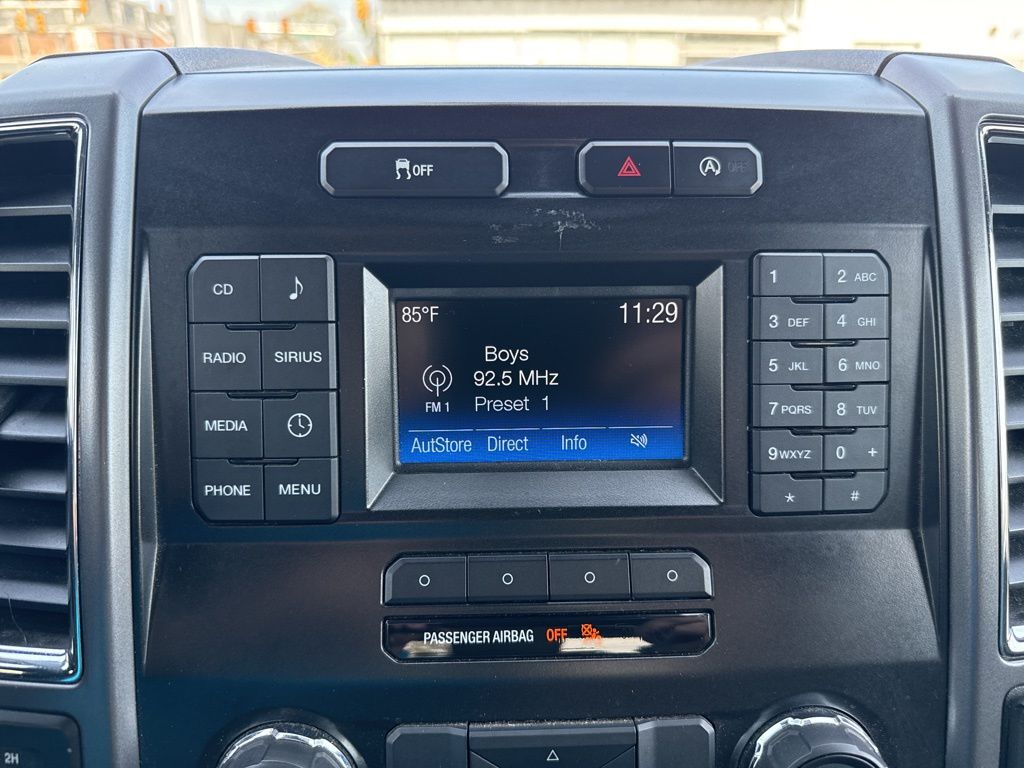 OFF
OFF
CD
RADIO SIRIUS
MEDIA
PHONE MENU
85°F 11:29
Boys
92.5 MHz
FM 1
Preset 1
AutoStore Direct Info
1 2 ABC
3 DEF 4 GHI
5 JKL 6 MNO
7 PQRS 8 TUV
9 WXYZ 0 +
* #
PASSENGER AIRBAG OFF
2H